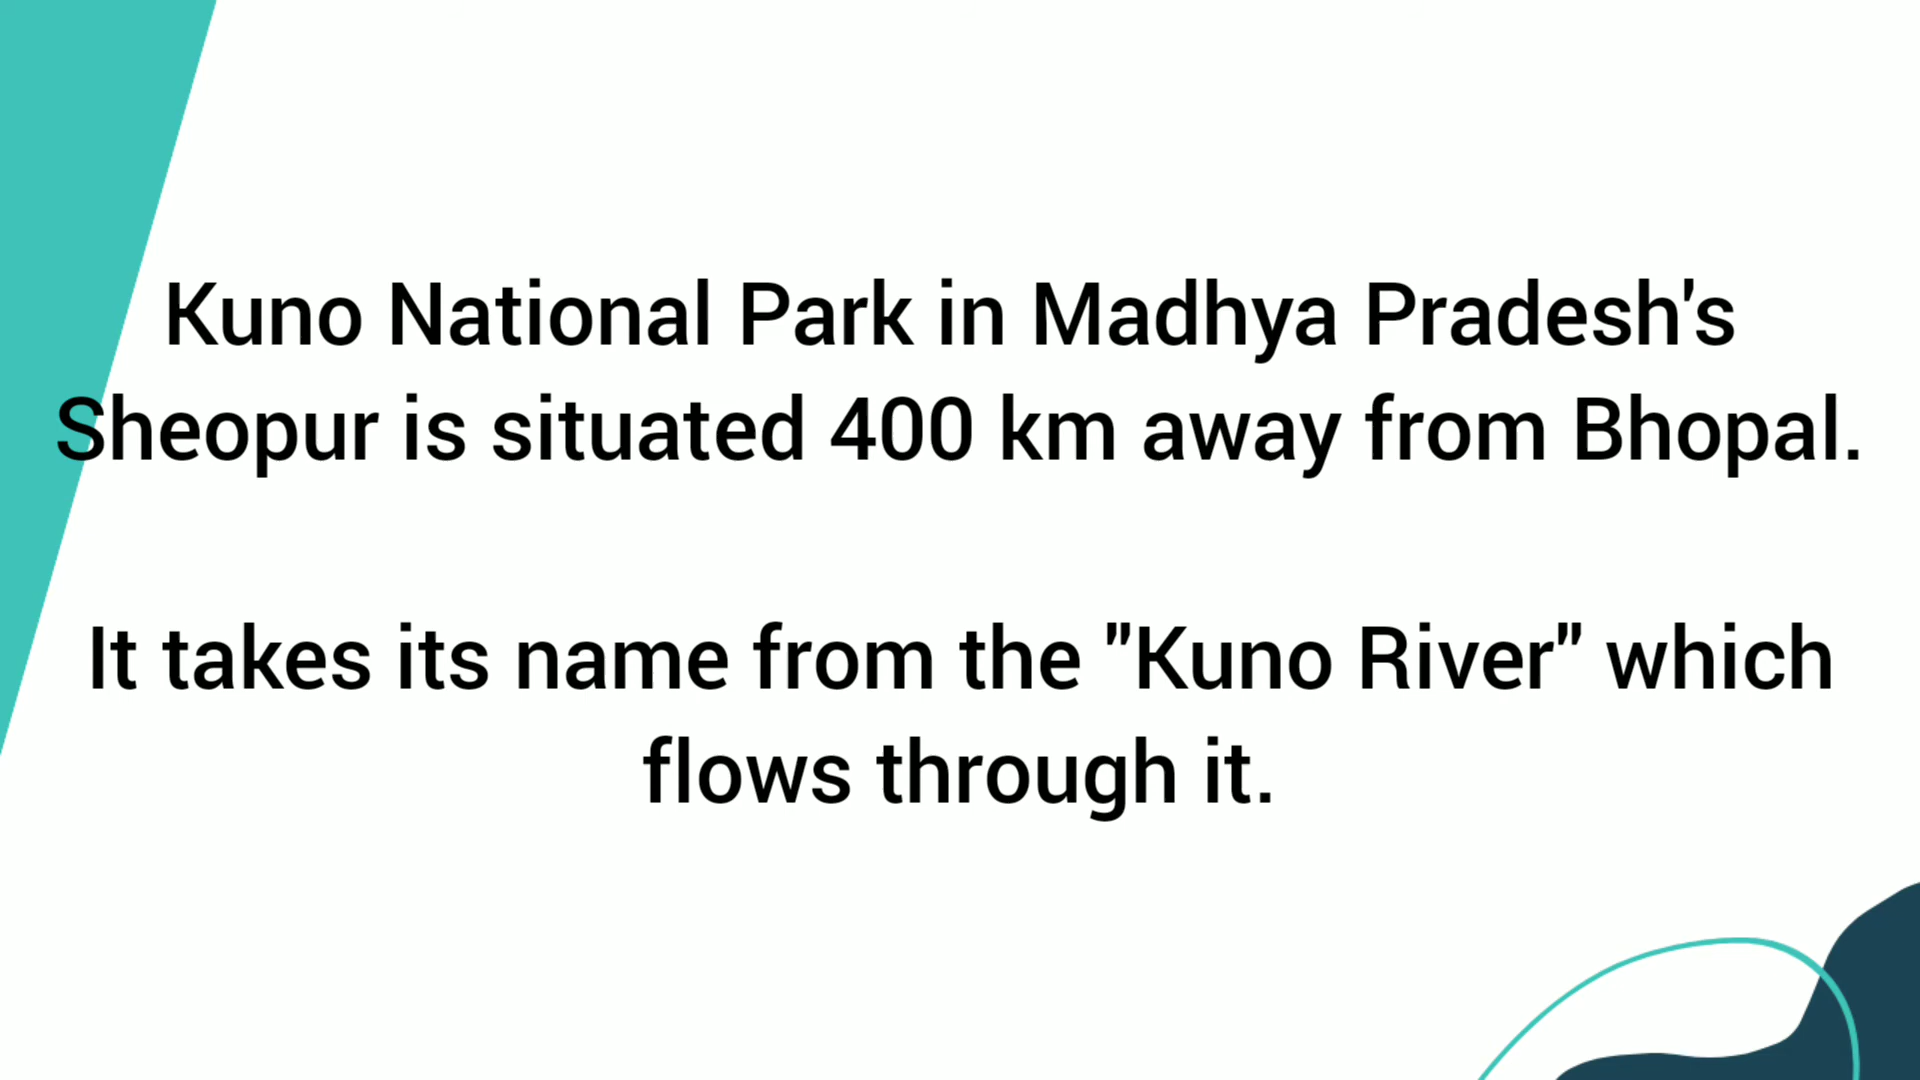 Kuno National Park in Madhya Pradesh's
Sheopur is situated 400 km away from Bhopal.
It takes its name from the "Kuno River" which
flows through it.